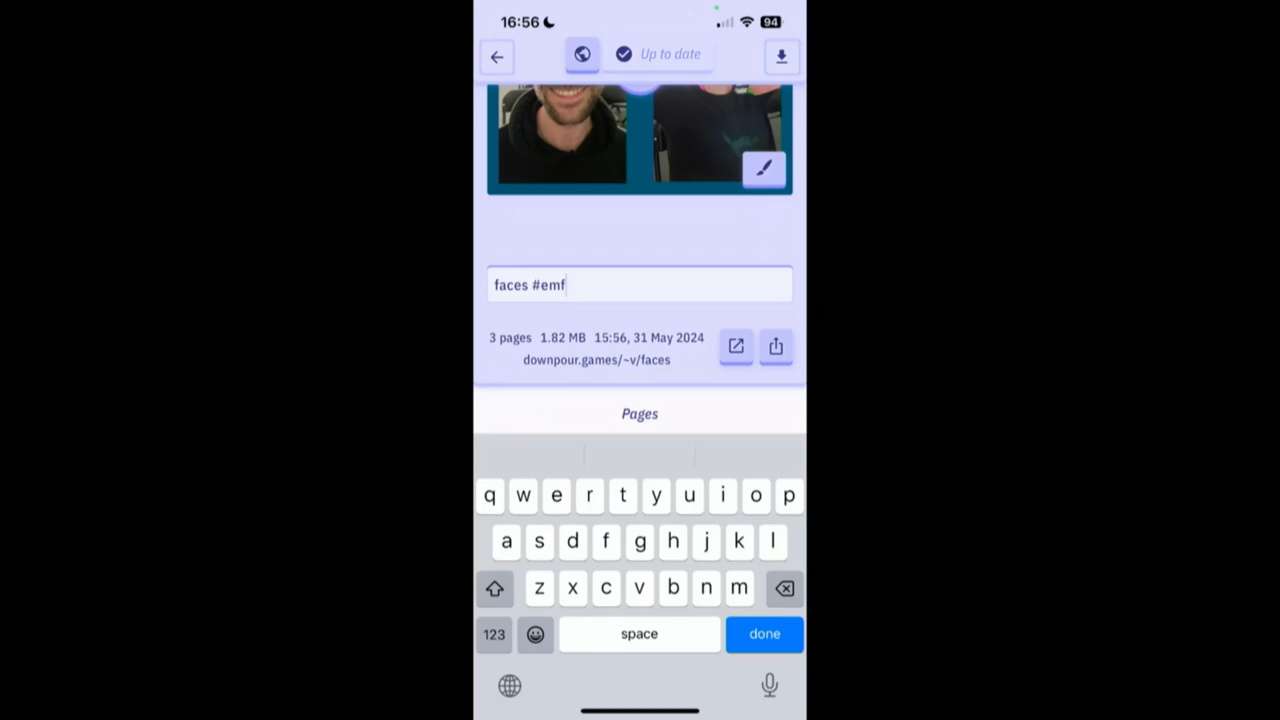 16:56
94
Up to date
faces #emf
3 pages 1.82 MB 15:56, 31 May 2024
downpour.games/~v/faces
Pages
q w e r t y u i o p
a s d f g h j k l
z x c v b n m
123 space done